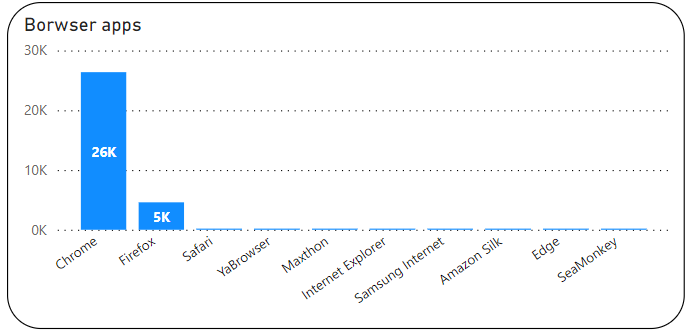 Borwser apps
30K
20K
10K
0K
26K
5K
Chrome
Firefox
Safari
YaBrowser
Maxthon
Internet Explorer
Samsung Internet
Amazon Silk
Edge
SeaMonkey